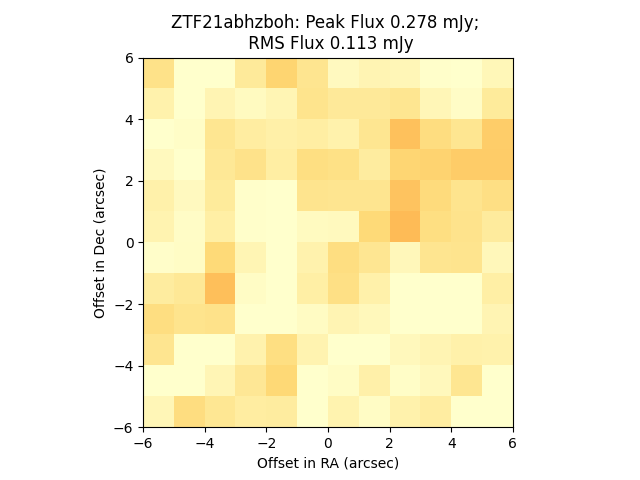 ZTF21abhzboh: Peak Flux 0.278 mJy;
RMS Flux 0.113 mJy
6
4
2
0
−2
−4
−6
Offset in Dec (arcsec)
−6 −4 −2 0 2 4 6
Offset in RA (arcsec)